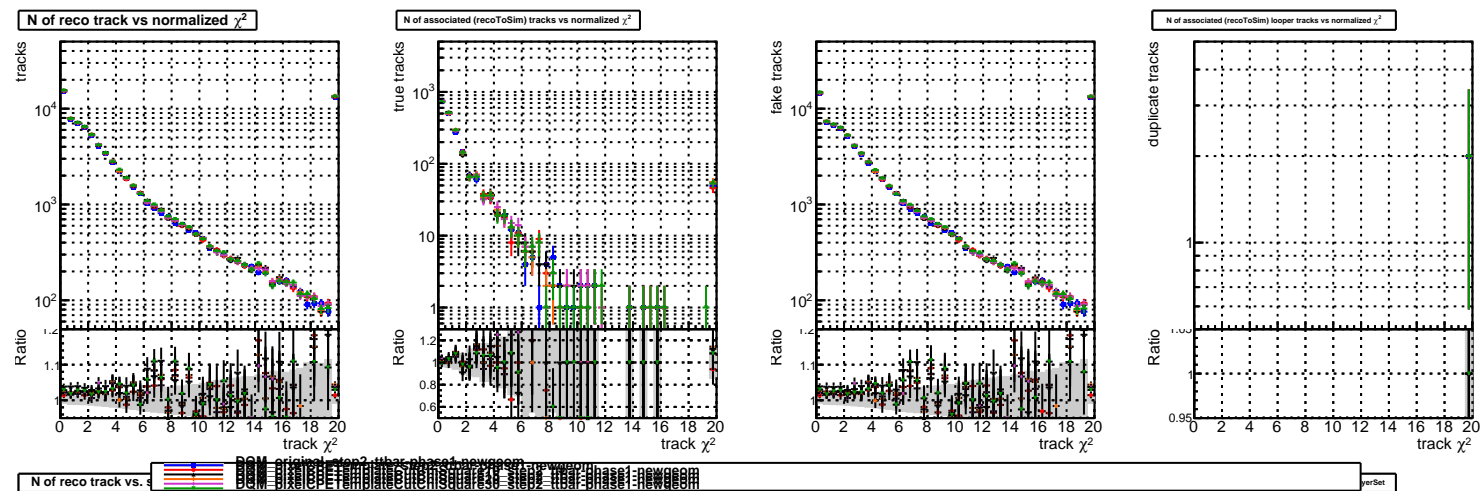 N of reco track vs normalized χ²
N of associated (recoToSim) tracks vs normalized χ²
N of associated (recoToSim) looper tracks vs normalized χ²
tracks
10⁴
10³
10²
Ratio
1.2
1.1
1
0 2 4 6 8 10 12 14 16 18 20
track χ²
true tracks
10³
10²
10
1
Ratio
1.2
1
0.8
0.6
0 2 4 6 8 10 12 14 16 18 20
track χ²
fake tracks
10⁴
10³
10²
Ratio
1.2
1.1
1
0 2 4 6 8 10 12 14 16 18 20
track χ²
duplicate tracks
1
Ratio
1.05
1
0.95
0 2 4 6 8 10 12 14 16 18 20
track χ²
DQM_original_step2_ttbar-phase1-newgeom
N of reco track vs. s
yerSet